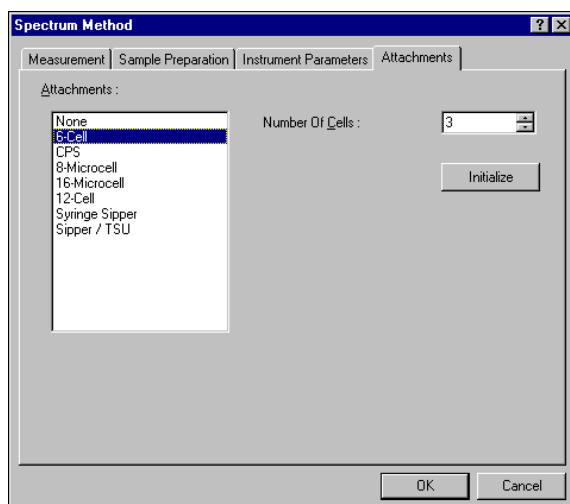 Spectrum Method
Measurement Sample Preparation Instrument Parameters Attachments
Attachments :
None
6-Cell
CPS
8-Microcell
16-Microcell
12-Cell
Syringe Sipper
Sipper / TSU
Number Of Cells : 3
Initialize
OK Cancel